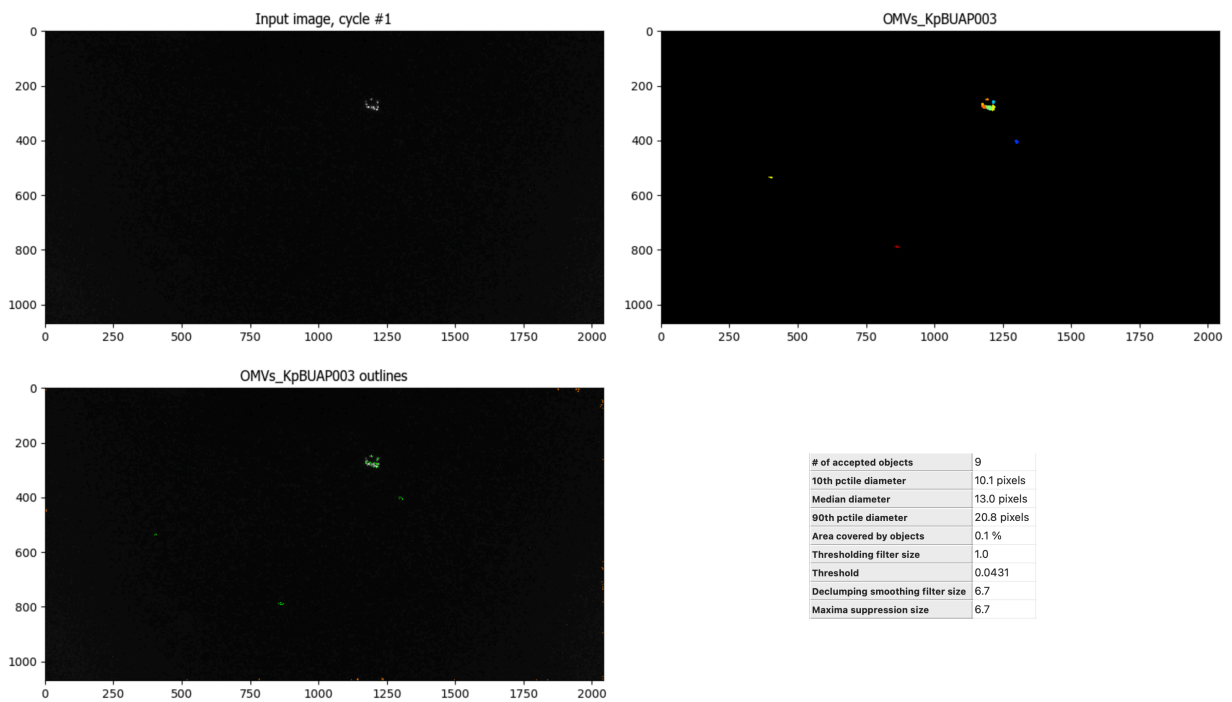 Input image, cycle #1
0
200
400
600
800
1000
0 250 500 750 1000 1250 1500 1750 2000
OMVs_KpBUAP003
0
200
400
600
800
1000
0 250 500 750 1000 1250 1500 1750 2000
OMVs_KpBUAP003 outlines
0
200
400
600
800
1000
0 250 500 750 1000 1250 1500 1750 2000
# of accepted objects 9
10th pctile diameter 10.1 pixels
Median diameter 13.0 pixels
90th pctile diameter 20.8 pixels
Area covered by objects 0.1 %
Thresholding filter size 1.0
Threshold 0.0431
Declumping smoothing filter size 6.7
Maxima suppression size 6.7